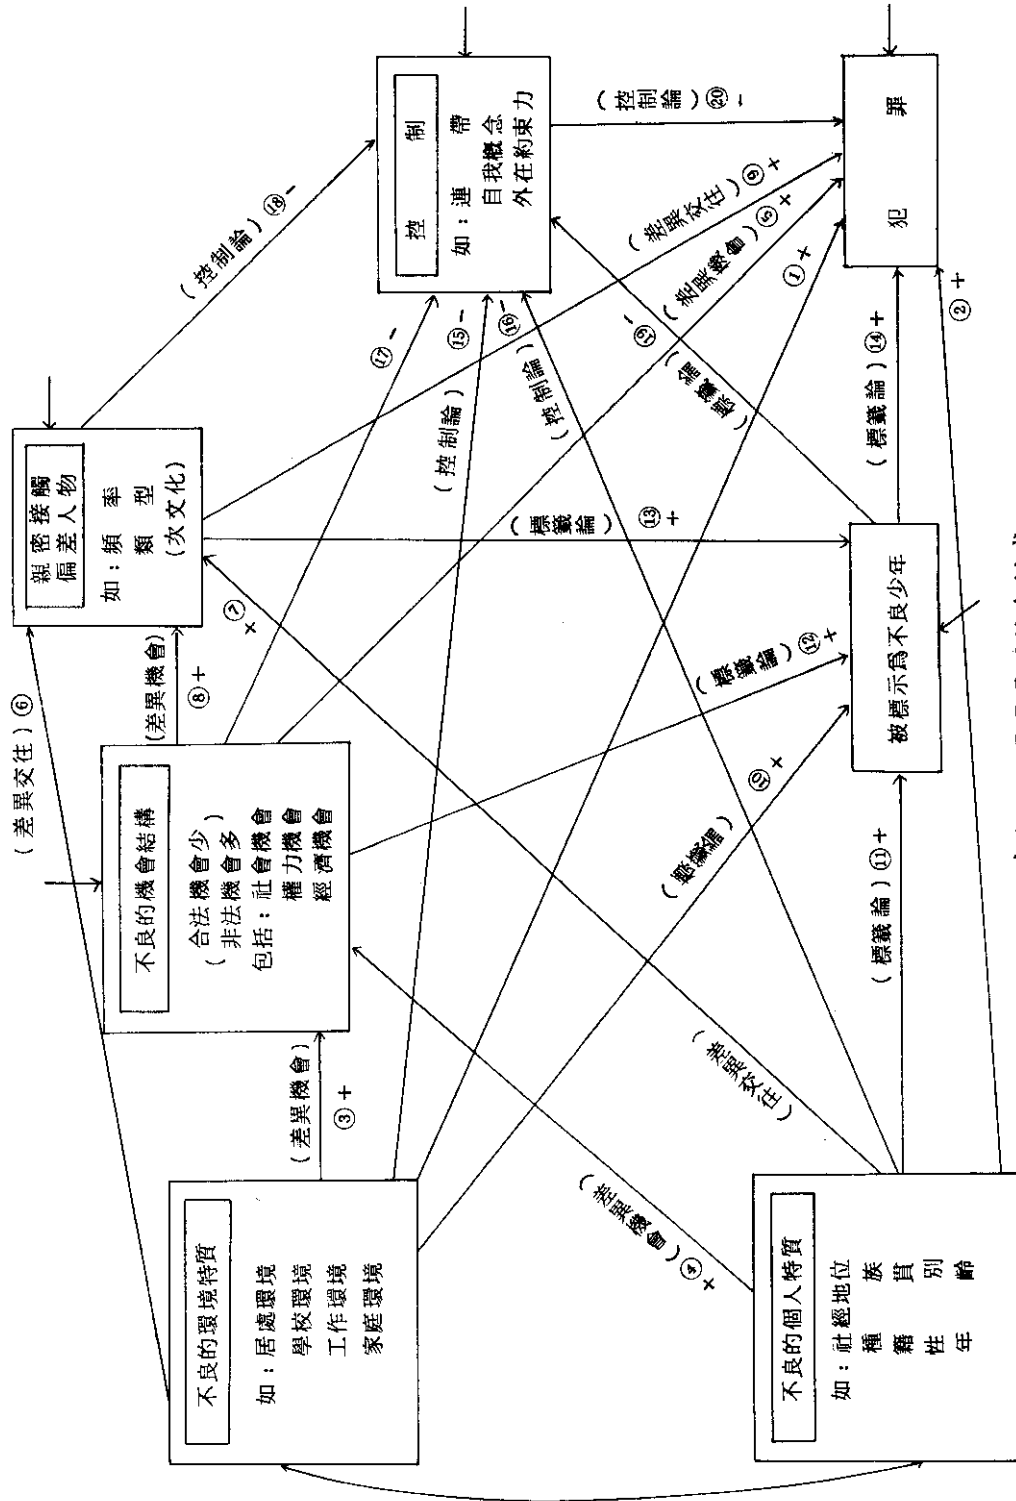 不良的環境特質
如：居處環境
學校環境
工作環境
家庭環境
不良的個人特質
如：社經地位
種族
籍貫
性別
年齡
不良的機會結構
（合法機會少
非法機會多）
包括：社會機會
權力機會
經濟機會
親密接觸
偏差人物
如：頻率
類型
(次文化)
控制
如：連帶
自我概念
外在約束力
被標示爲不良少年
犯罪
（差異交往）⑥
（差異機會）
③+
(差異機會)
⑧+
（差異機會）④+
（差異交往）
⑦+
（控制論）⑱−
⑰−
（控制論）
⑮−
（控制論）
⑯−
（標籤論）
⑬+
（標籤論）
⑫+
（標籤論）
⑩+
（標籤論）⑪+
（標籤論）⑭+
（標籤論）
⑲−
（差異交往）
+
（差異機會）⑤+
①+
②+
（控制論）
⑳-